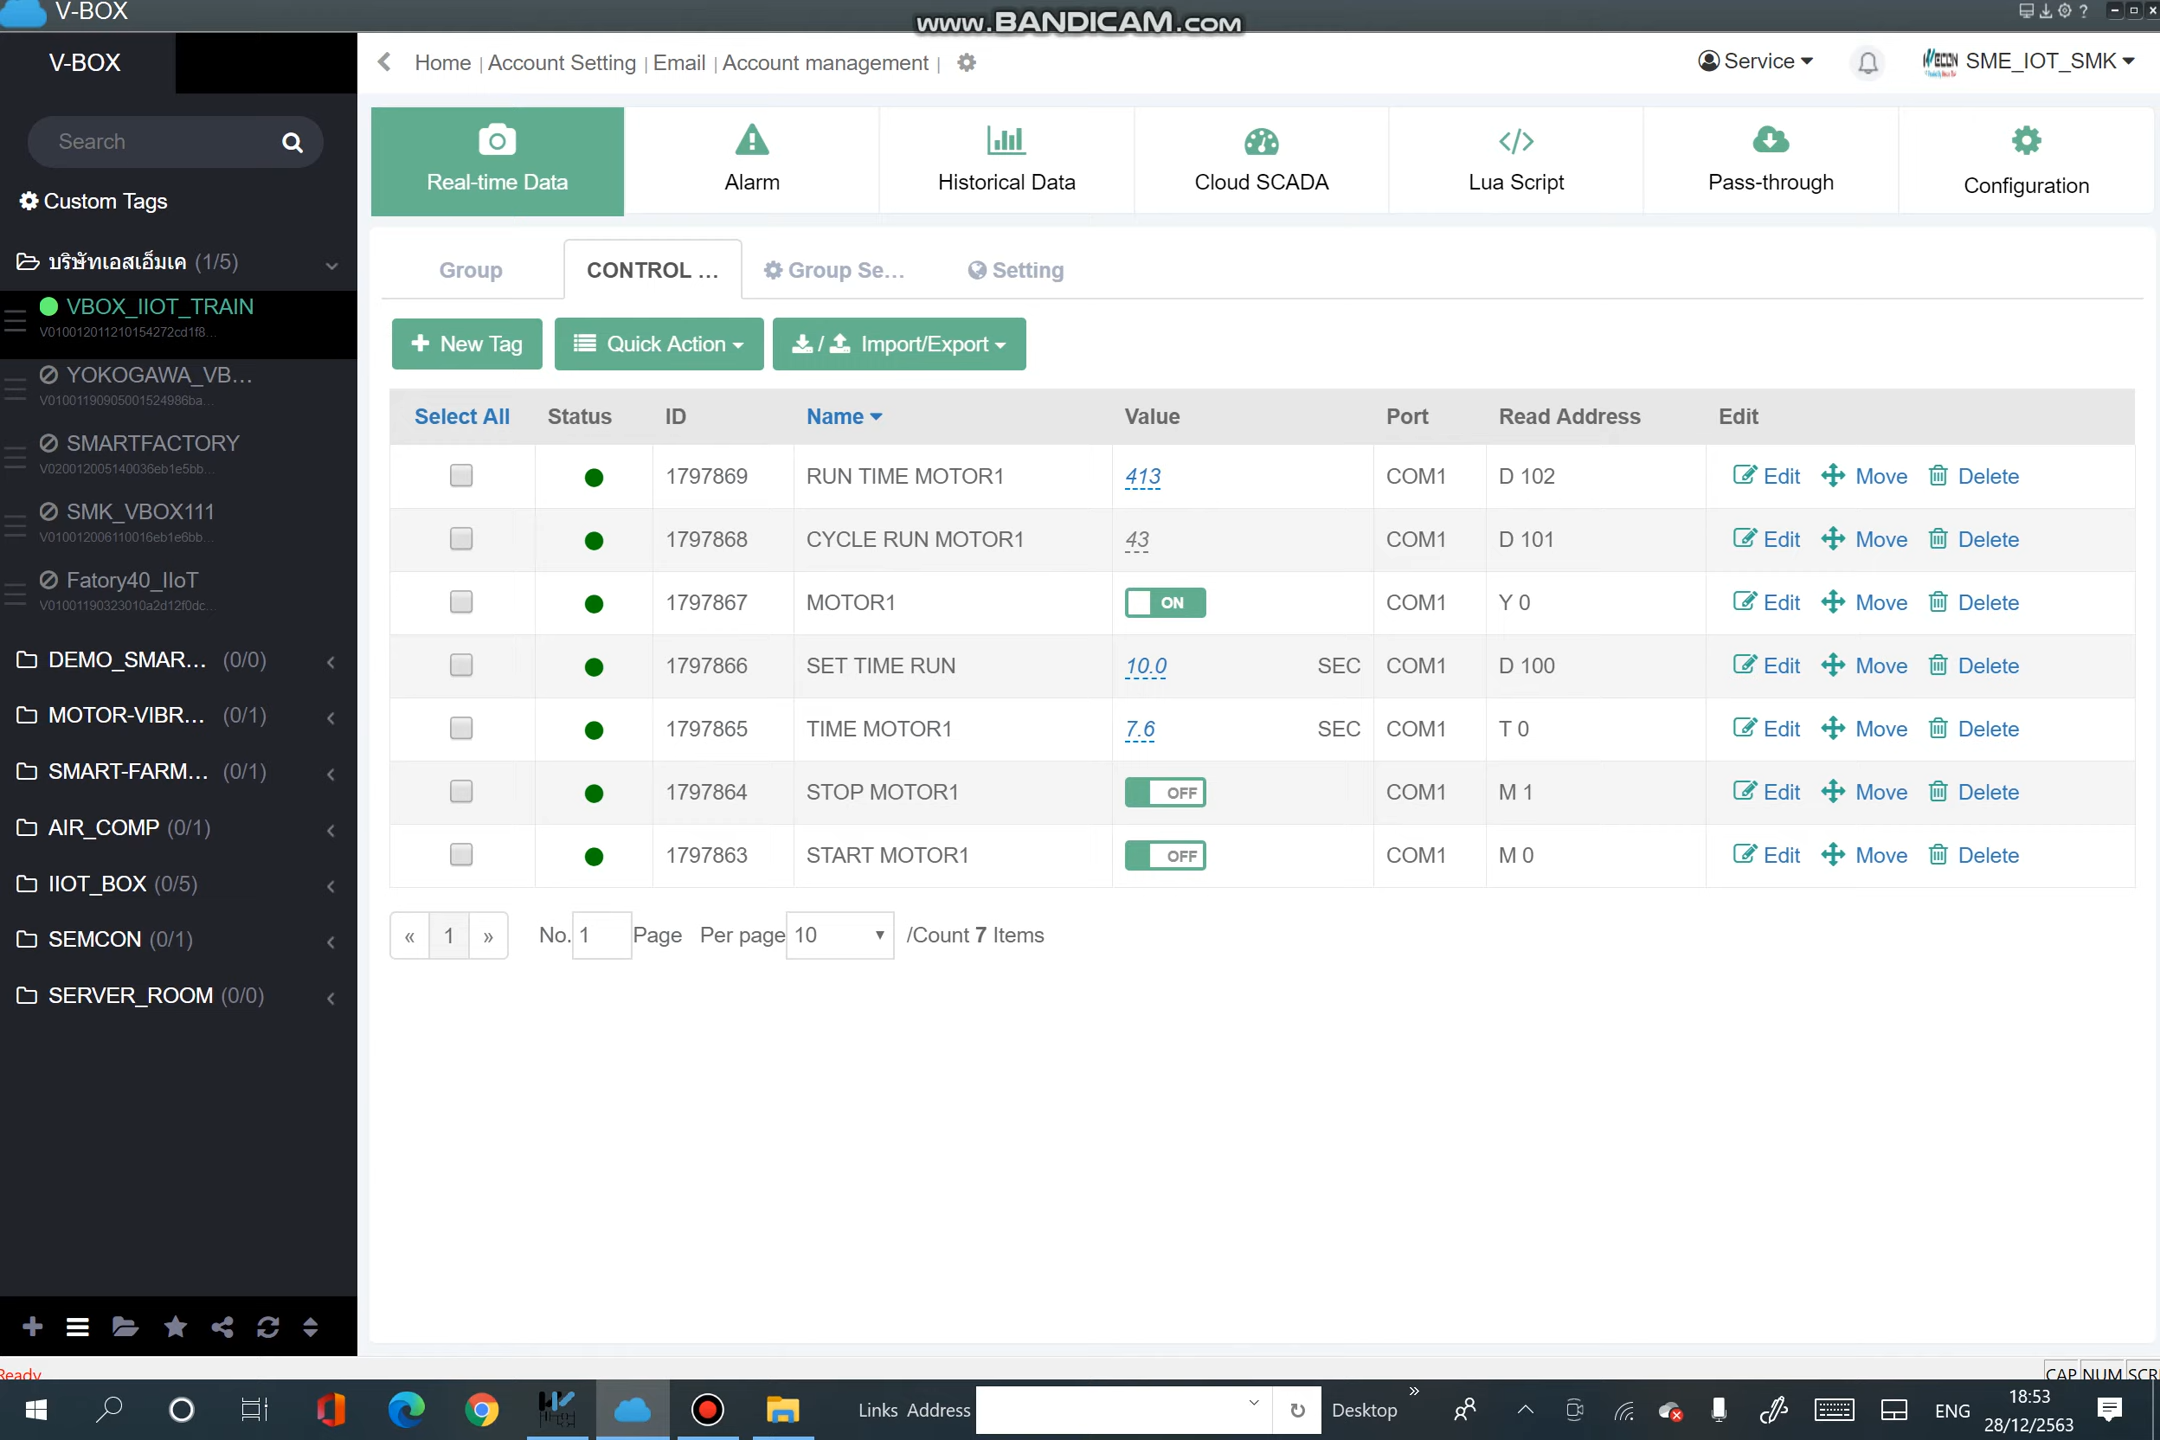 V-BOX
www.BANDICAM.com
V-BOX
Home | Account Setting | Email | Account management |
Service
SME_IOT_SMK
Search
Custom Tags
บริษัทเอสเอ็มเค (1/5)
VBOX_IIOT_TRAIN
V010012011210154272cd1f8...
YOKOGAWA_VB...
V01001190905001524986ba...
SMARTFACTORY
V020012005140036eb1e5bb...
SMK_VBOX111
V010012006110016eb1e6bb...
Fatory40_IIoT
V01001190323010a2d12f0dc...
DEMO_SMAR... (0/0)
MOTOR-VIBR... (0/1)
SMART-FARM... (0/1)
AIR_COMP (0/1)
IIOT_BOX (0/5)
SEMCON (0/1)
SERVER_ROOM (0/0)
Real-time Data
Alarm
Historical Data
Cloud SCADA
Lua Script
Pass-through
Configuration
Group
CONTROL ...
Group Se...
Setting
New Tag
Quick Action
/ Import/Export
Select All Status ID Name Value Port Read Address Edit
1797869 RUN TIME MOTOR1 413 COM1 D 102 Edit Move Delete
1797868 CYCLE RUN MOTOR1 43 COM1 D 101 Edit Move Delete
1797867 MOTOR1 ON COM1 Y 0 Edit Move Delete
1797866 SET TIME RUN 10.0 SEC COM1 D 100 Edit Move Delete
1797865 TIME MOTOR1 7.6 SEC COM1 T 0 Edit Move Delete
1797864 STOP MOTOR1 OFF COM1 M 1 Edit Move Delete
1797863 START MOTOR1 OFF COM1 M 0 Edit Move Delete
« 1 » No. 1 Page Per page 10 /Count 7 Items
Ready
CAP NUM SCR
Links Address
Desktop
ENG
18:53
28/12/2563